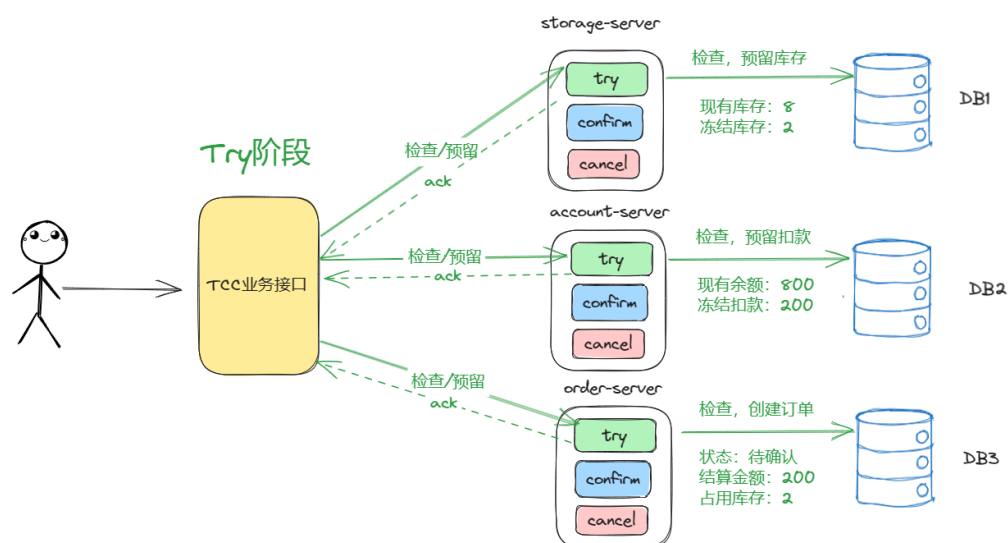 storage-server
try
confirm
cancel
检查，预留库存
现有库存：8
冻结库存：2
DB1
Try阶段
检查/预留
ack
TCC业务接口
account-server
检查/预留
ack
try
confirm
cancel
检查，预留扣款
现有余额：800
冻结扣款：200
DB2
order-server
检查/预留
ack
try
confirm
cancel
检查，创建订单
状态：待确认
结算金额：200
占用库存：2
DB3